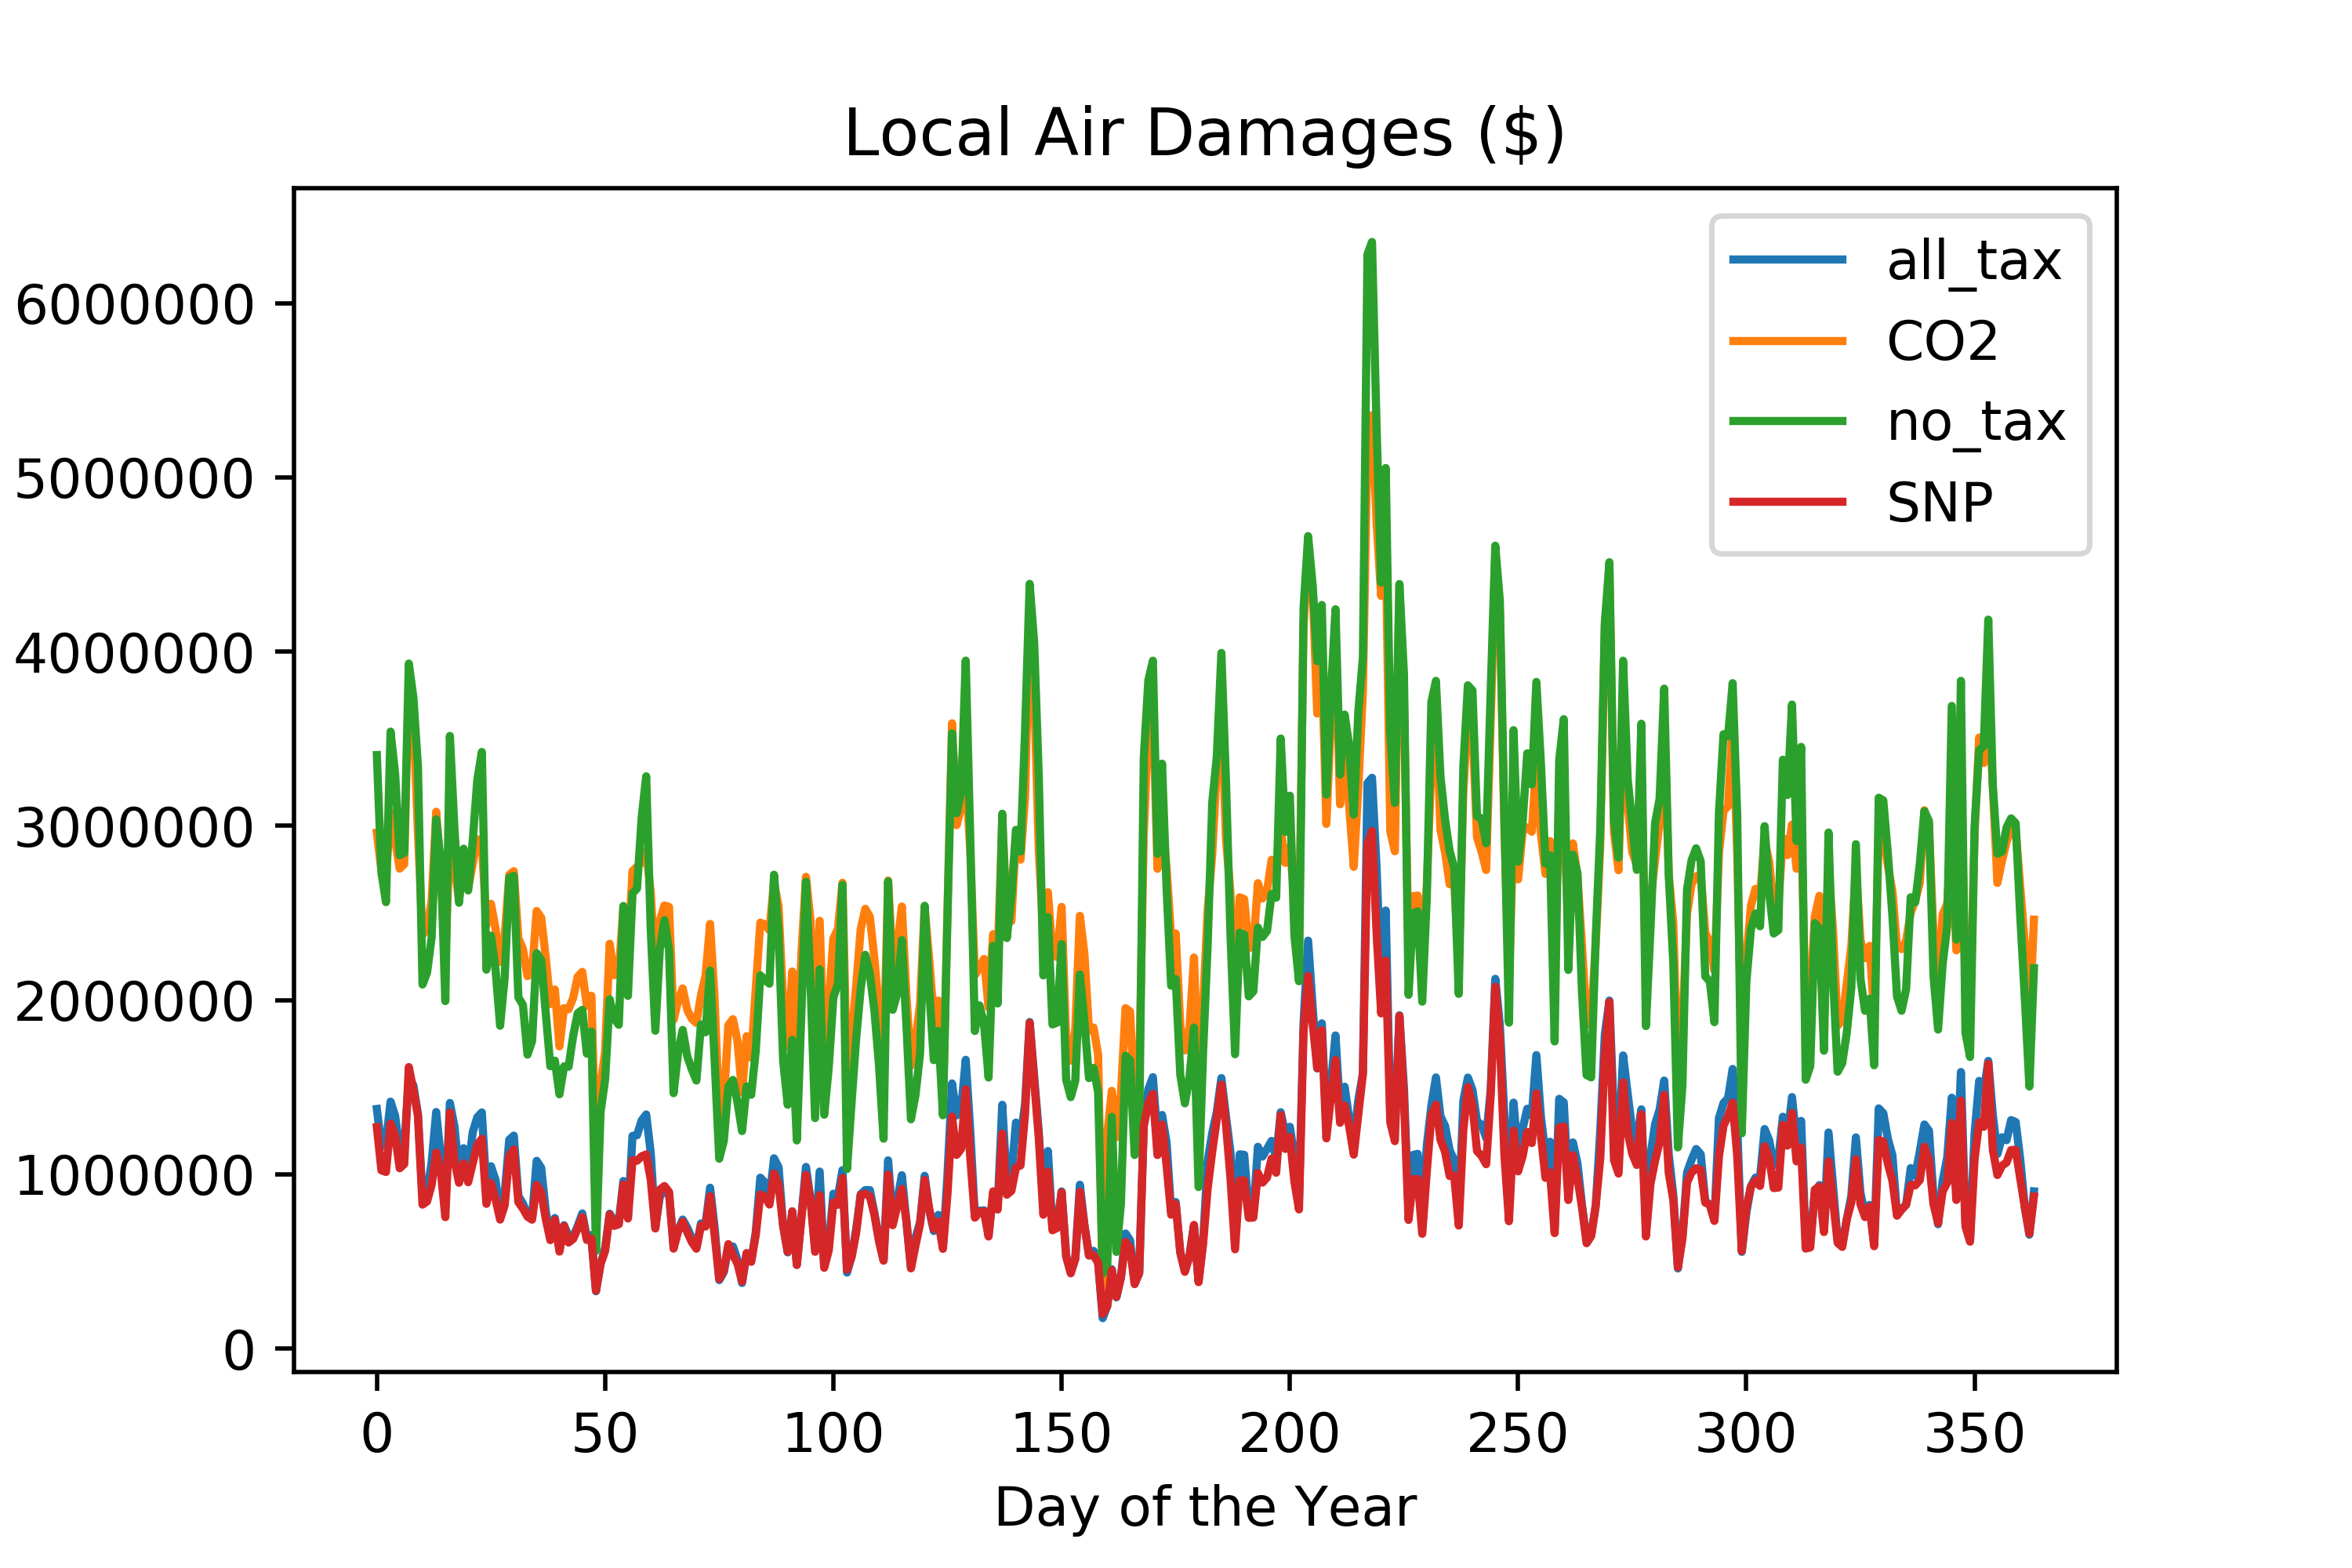 Local Air Damages ($)
all_tax
CO2
no_tax
SNP
6000000
5000000
4000000
3000000
2000000
1000000
0
0 50 100 150 200 250 300 350
Day of the Year